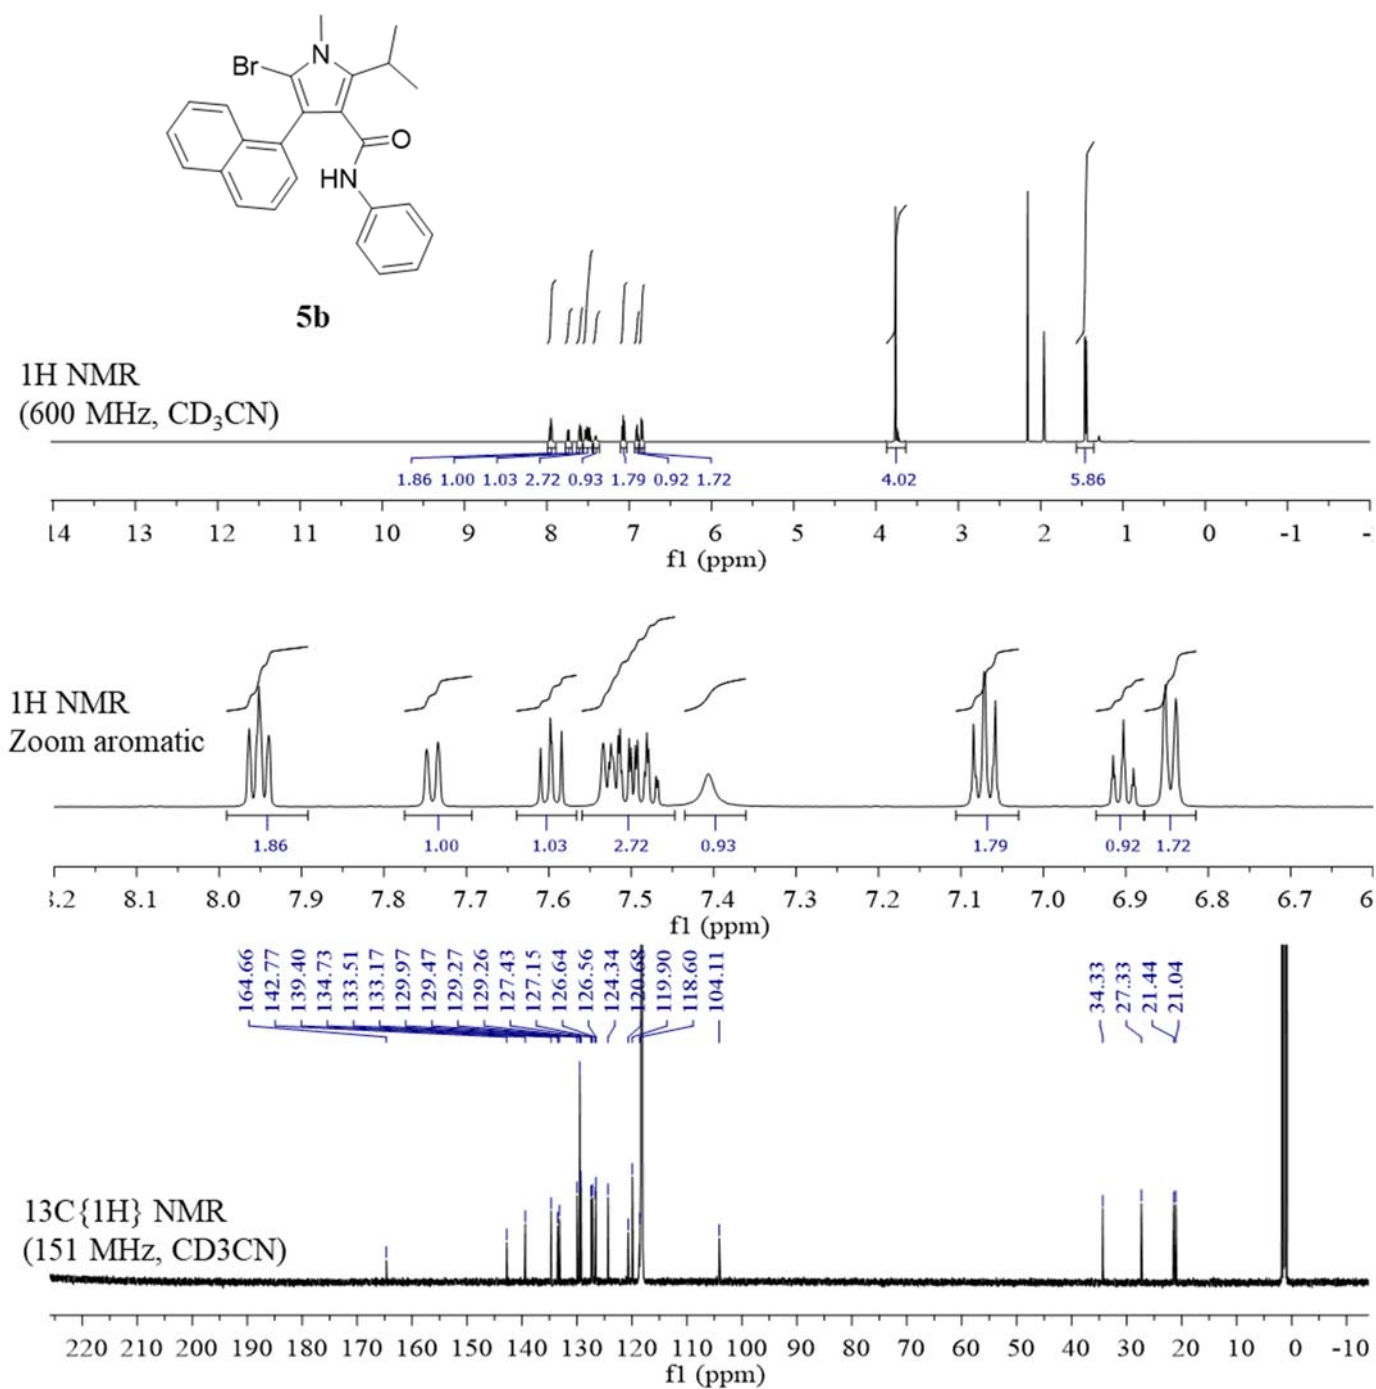 N
Br
O
HN
5b
1H NMR
(600 MHz, CD₃CN)
1.86 1.00 1.03 2.72 0.93 1.79 0.92 1.72 4.02 5.86
14 13 12 11 10 9 8 7 6 5 4 3 2 1 0 -1
f1 (ppm)
1H NMR
Zoom aromatic
1.86 1.00 1.03 2.72 0.93 1.79 0.92 1.72
8.1 8.0 7.9 7.8 7.7 7.6 7.5 7.4 7.3 7.2 7.1 7.0 6.9 6.8 6.7
f1 (ppm)
164.66
142.77
139.40
134.73
133.51
133.17
129.97
129.47
129.27
129.26
127.43
127.15
126.64
126.56
124.34
120.68
119.90
118.60
104.11
34.33
27.33
21.44
21.04
13C{1H} NMR
(151 MHz, CD3CN)
220 210 200 190 180 170 160 150 140 130 120 110 100 90 80 70 60 50 40 30 20 10 0 -10
f1 (ppm)